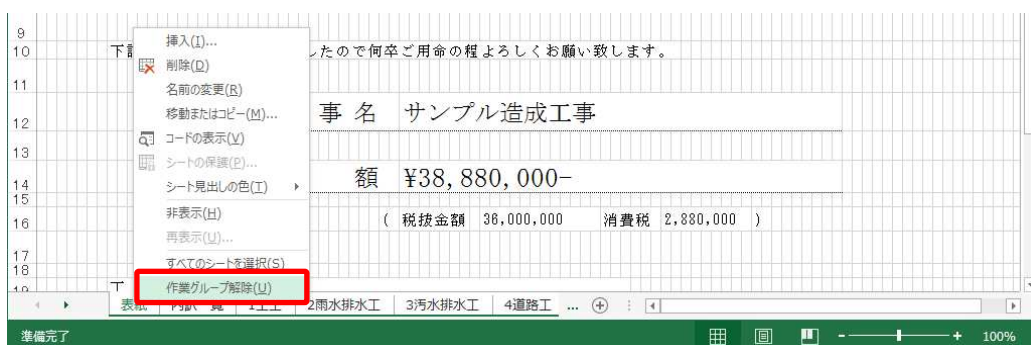 9
10 下 したので何卒ご用命の程よろしくお願い致します。
挿入(I)...
削除(D)
11
名前の変更(R)
移動またはコピー(M)...
12 事 名 サンプル造成工事
コードの表示(V)
13
シートの保護(P)...
14 額 ¥38,880,000-
シート見出しの色(T)
15
非表示(H)
16 ( 税抜金額 36,000,000 消費税 2,880,000 )
再表示(U)...
17
すべてのシートを選択(S)
18
作業グループ解除(U)
19
表紙 2雨水排水工 3汚水排水工 4道路工 ...
準備完了 100%